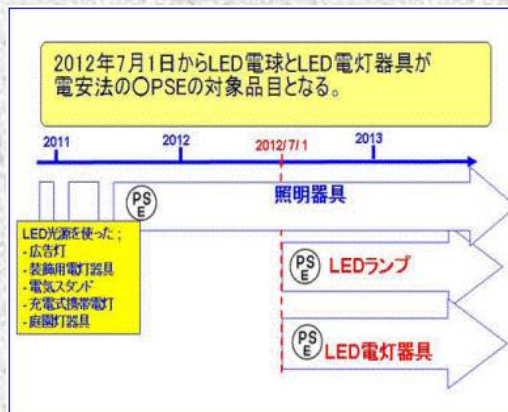 2012年7月1日からLED電球とLED電灯器具が
電安法の〇PSEの対象品目となる。
2011
2012
2012/7/1
2013
PS
E
照明器具
LED光源を使った；
- 広告灯
- 装飾用電灯器具
- 電気スタンド
- 充電式携帯電灯
- 庭園灯器具
PS
E
LEDランプ
PS
E
LED電灯器具